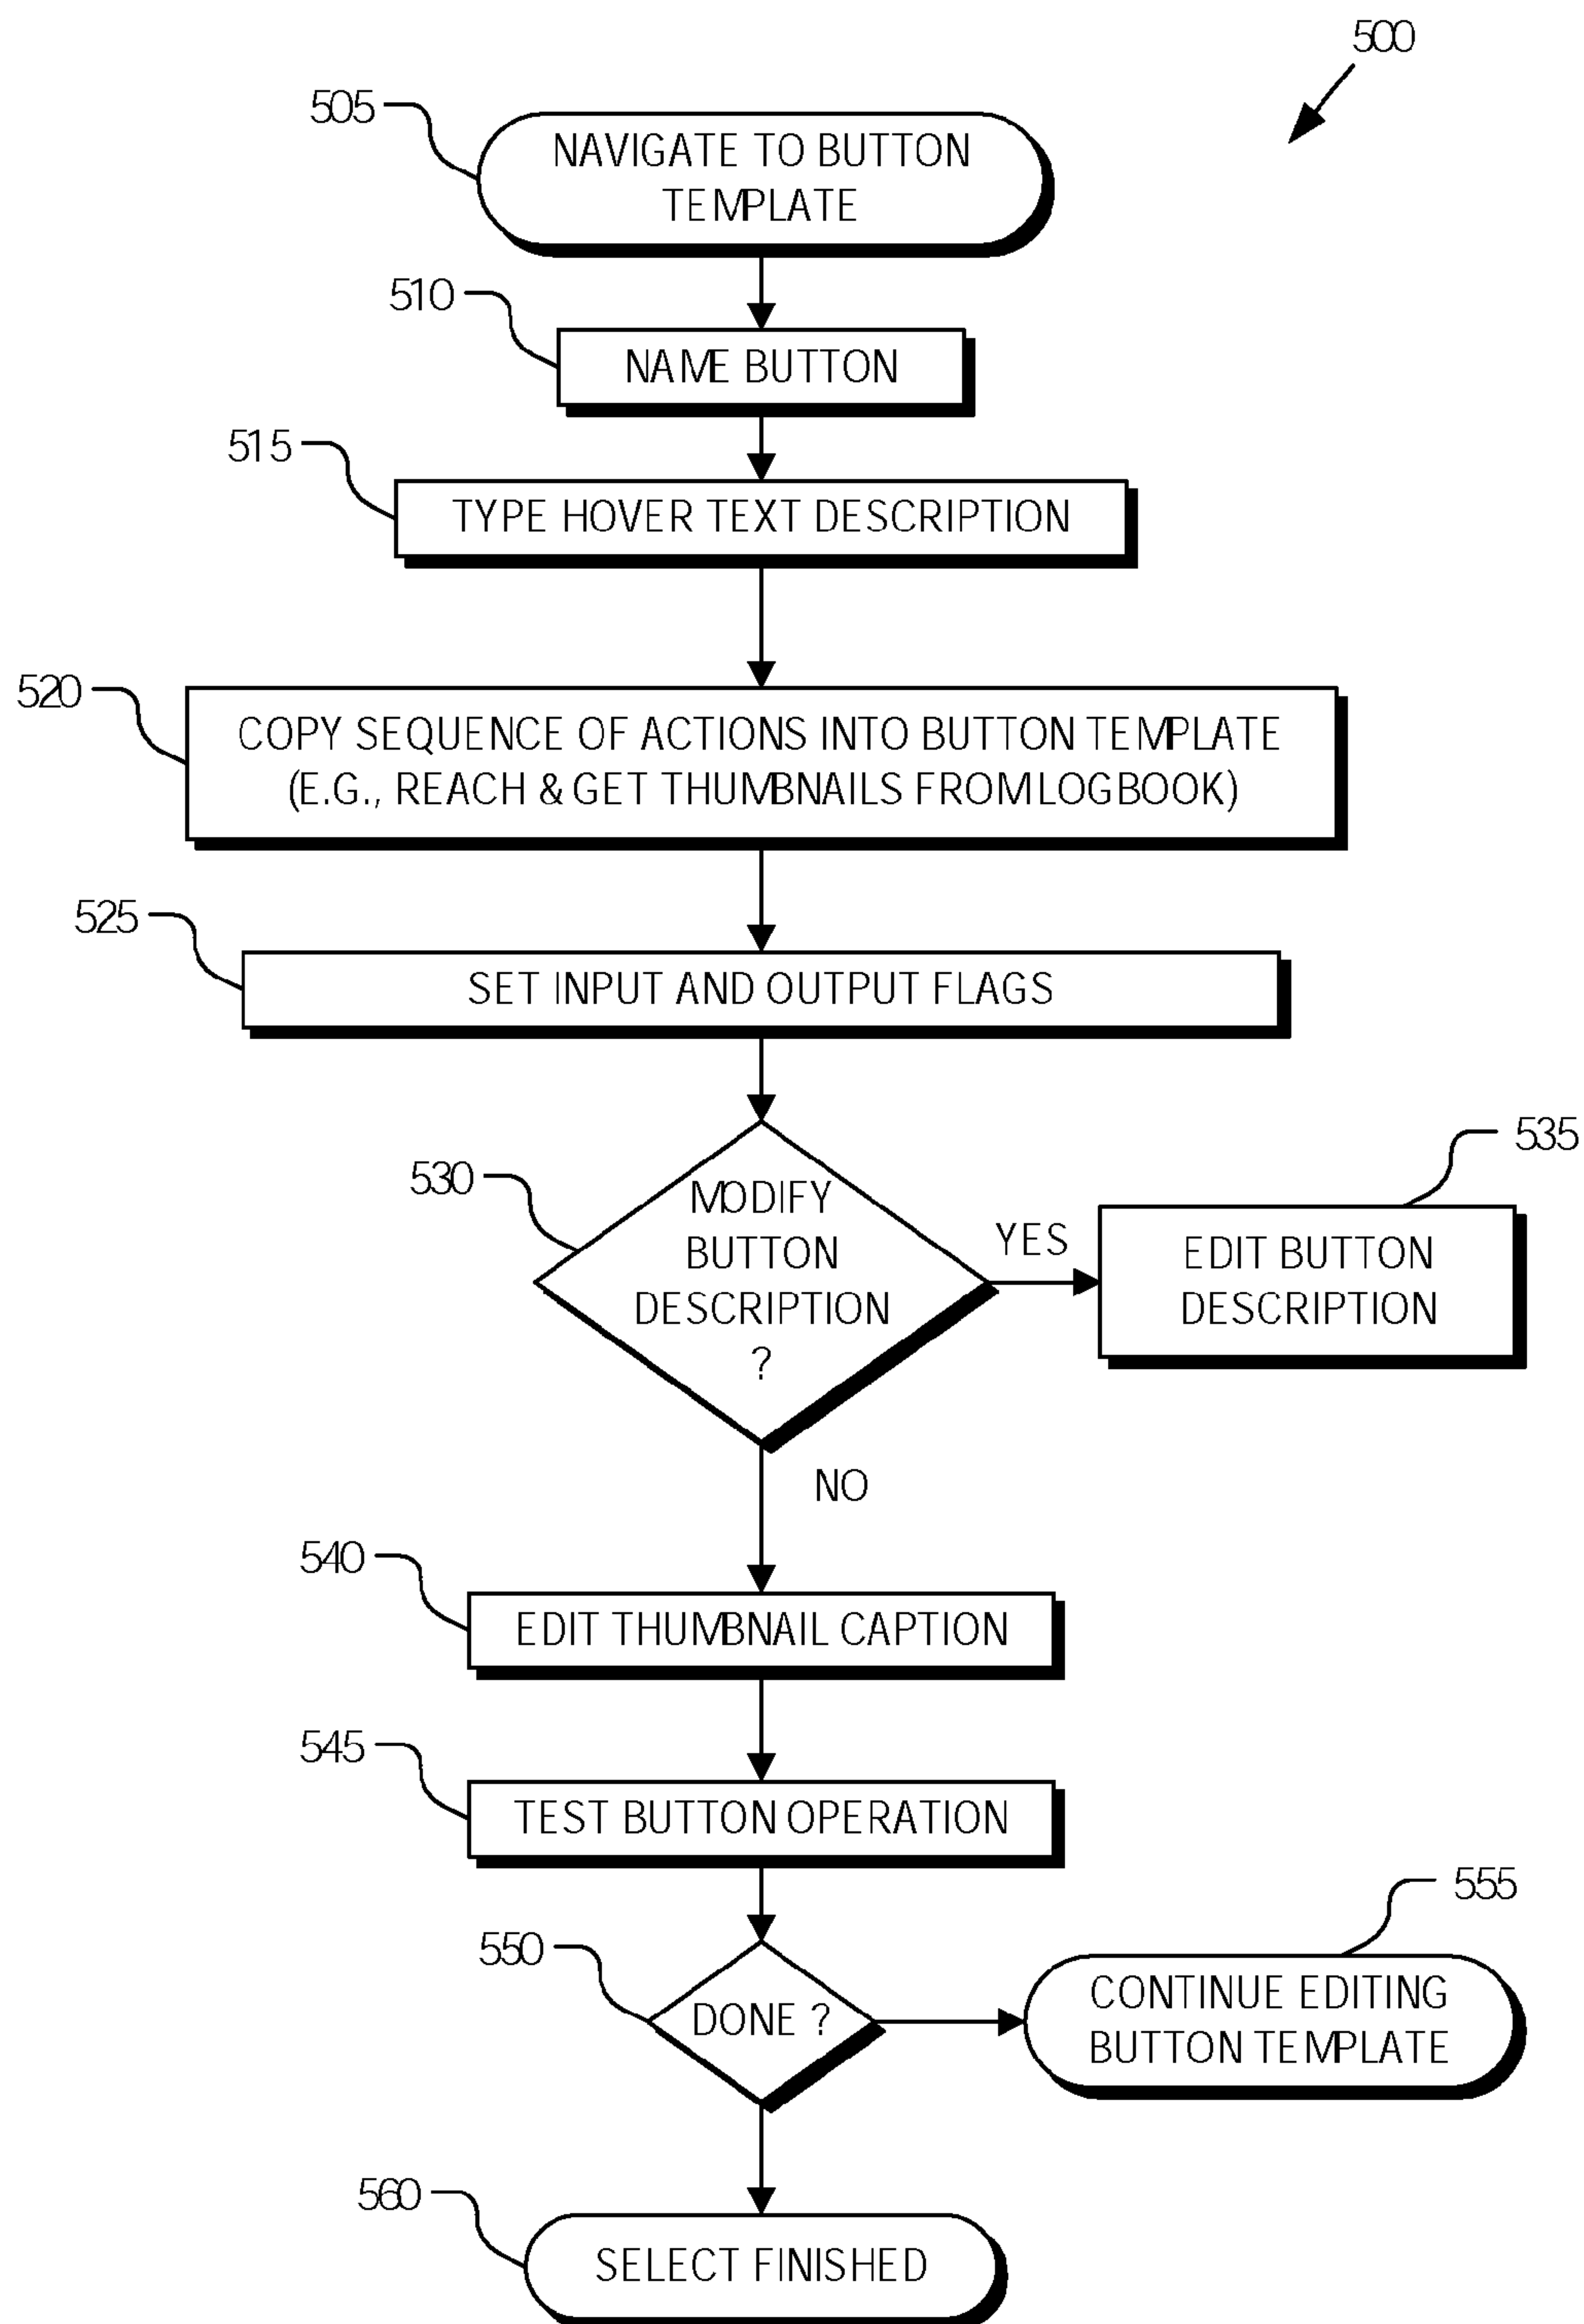 500
505
NAVIGATE TO BUTTON
TEMPLATE
510
NAME BUTTON
515
TYPE HOVER TEXT DESCRIPTION
520
COPY SEQUENCE OF ACTIONS INTO BUTTON TEMPLATE
(E.G., REACH & GET THUMBNAILS FROM LOGBOOK)
525
SET INPUT AND OUTPUT FLAGS
530
MODIFY
BUTTON
DESCRIPTION
?
YES
535
EDIT BUTTON
DESCRIPTION
NO
540
EDIT THUMBNAIL CAPTION
545
TEST BUTTON OPERATION
550
DONE ?
555
CONTINUE EDITING
BUTTON TEMPLATE
560
SELECT FINISHED